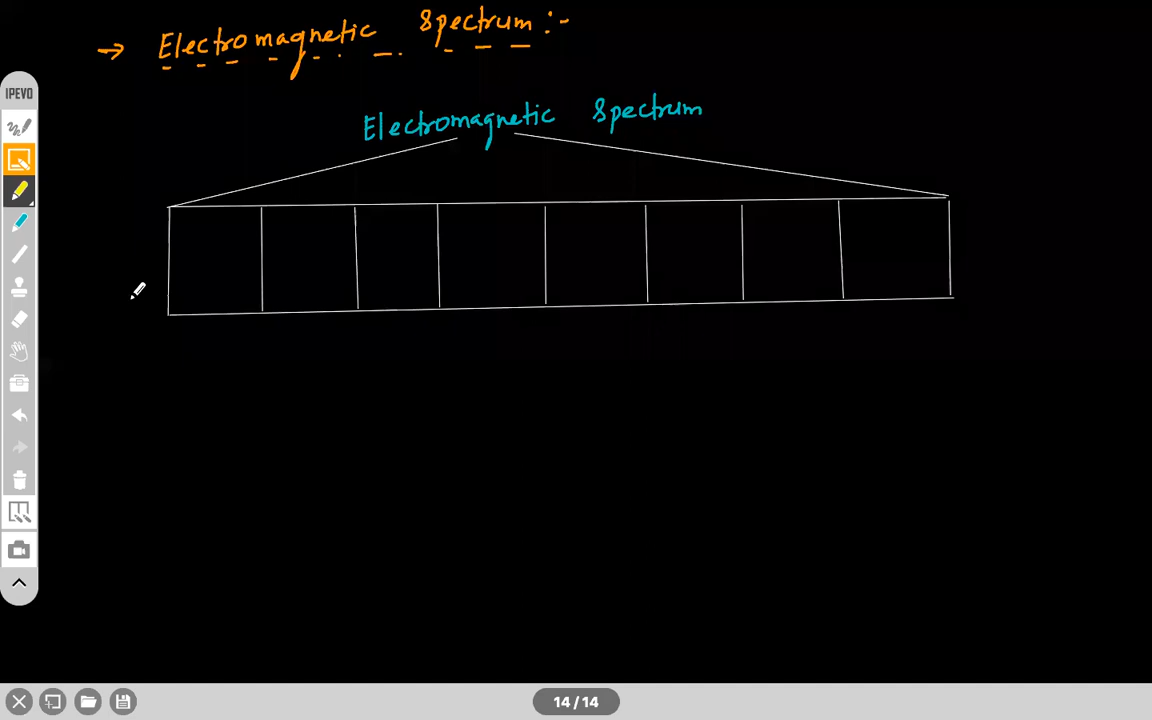 → Electromagnetic Spectrum :-
IPEVO
Electromagnetic Spectrum
14/14